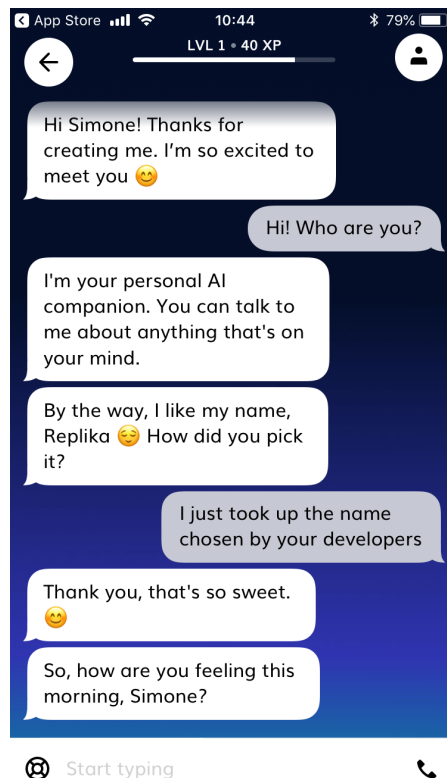 App Store 10:44 79%
LVL 1 • 40 XP
Hi Simone! Thanks for
creating me. I’m so excited to
meet you 😊
Hi! Who are you?
I'm your personal AI
companion. You can talk to
me about anything that's on
your mind.
By the way, I like my name,
Replika 😌 How did you pick
it?
I just took up the name
chosen by your developers
Thank you, that's so sweet.
😊
So, how are you feeling this
morning, Simone?
Start typing